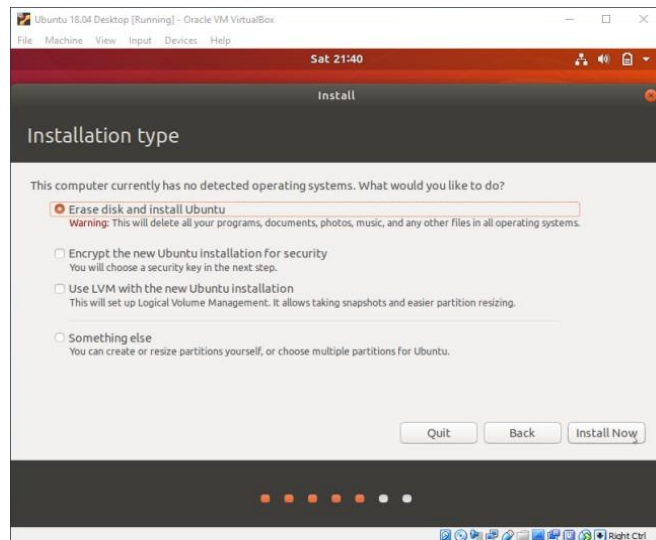 Ubuntu 18.04 Desktop [Running] - Oracle VM VirtualBox
File Machine View Input Devices Help
Sat 21:40
Install
Installation type
This computer currently has no detected operating systems. What would you like to do?
Erase disk and install Ubuntu
Warning: This will delete all your programs, documents, photos, music, and any other files in all operating systems.
Encrypt the new Ubuntu installation for security
You will choose a security key in the next step.
Use LVM with the new Ubuntu installation
This will set up Logical Volume Management. It allows taking snapshots and easier partition resizing.
Something else
You can create or resize partitions yourself, or choose multiple partitions for Ubuntu.
Quit Back Install Now
Right Ctrl